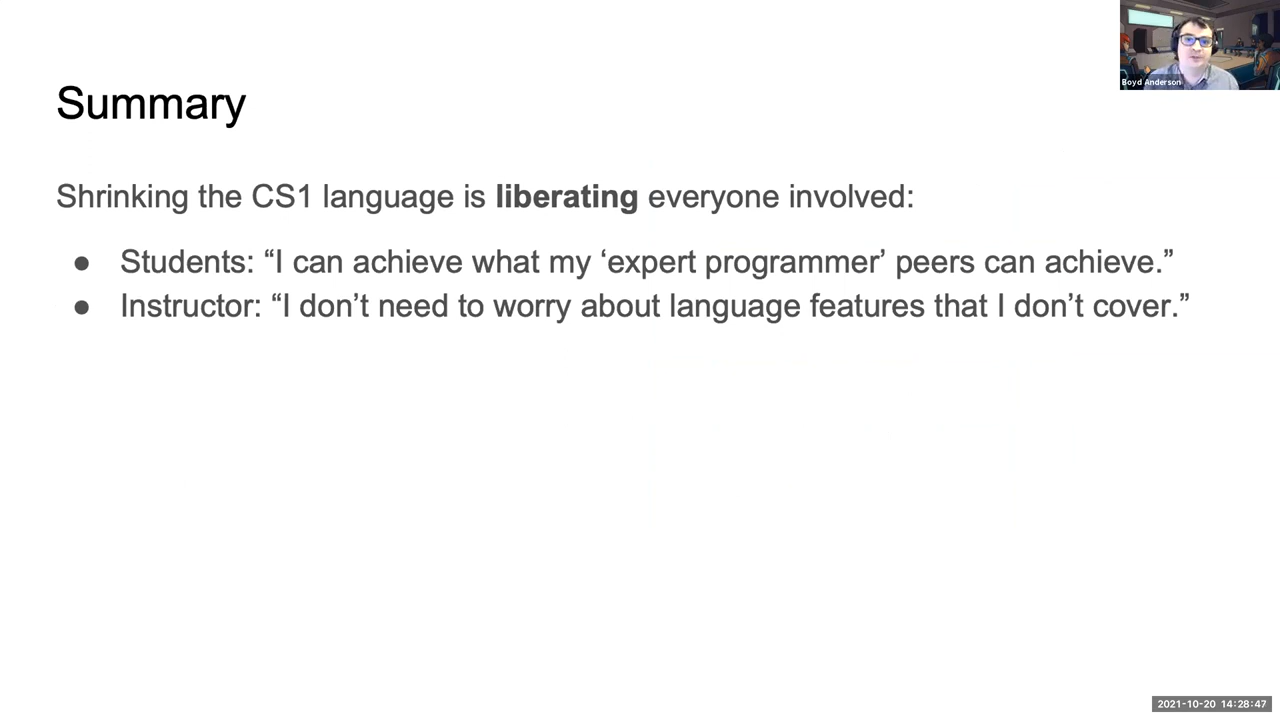 Boyd Anderson
Summary
Shrinking the CS1 language is liberating everyone involved:
● Students: “I can achieve what my ‘expert programmer’ peers can achieve.”
● Instructor: “I don’t need to worry about language features that I don’t cover.”
2021-10-20 14:28:47